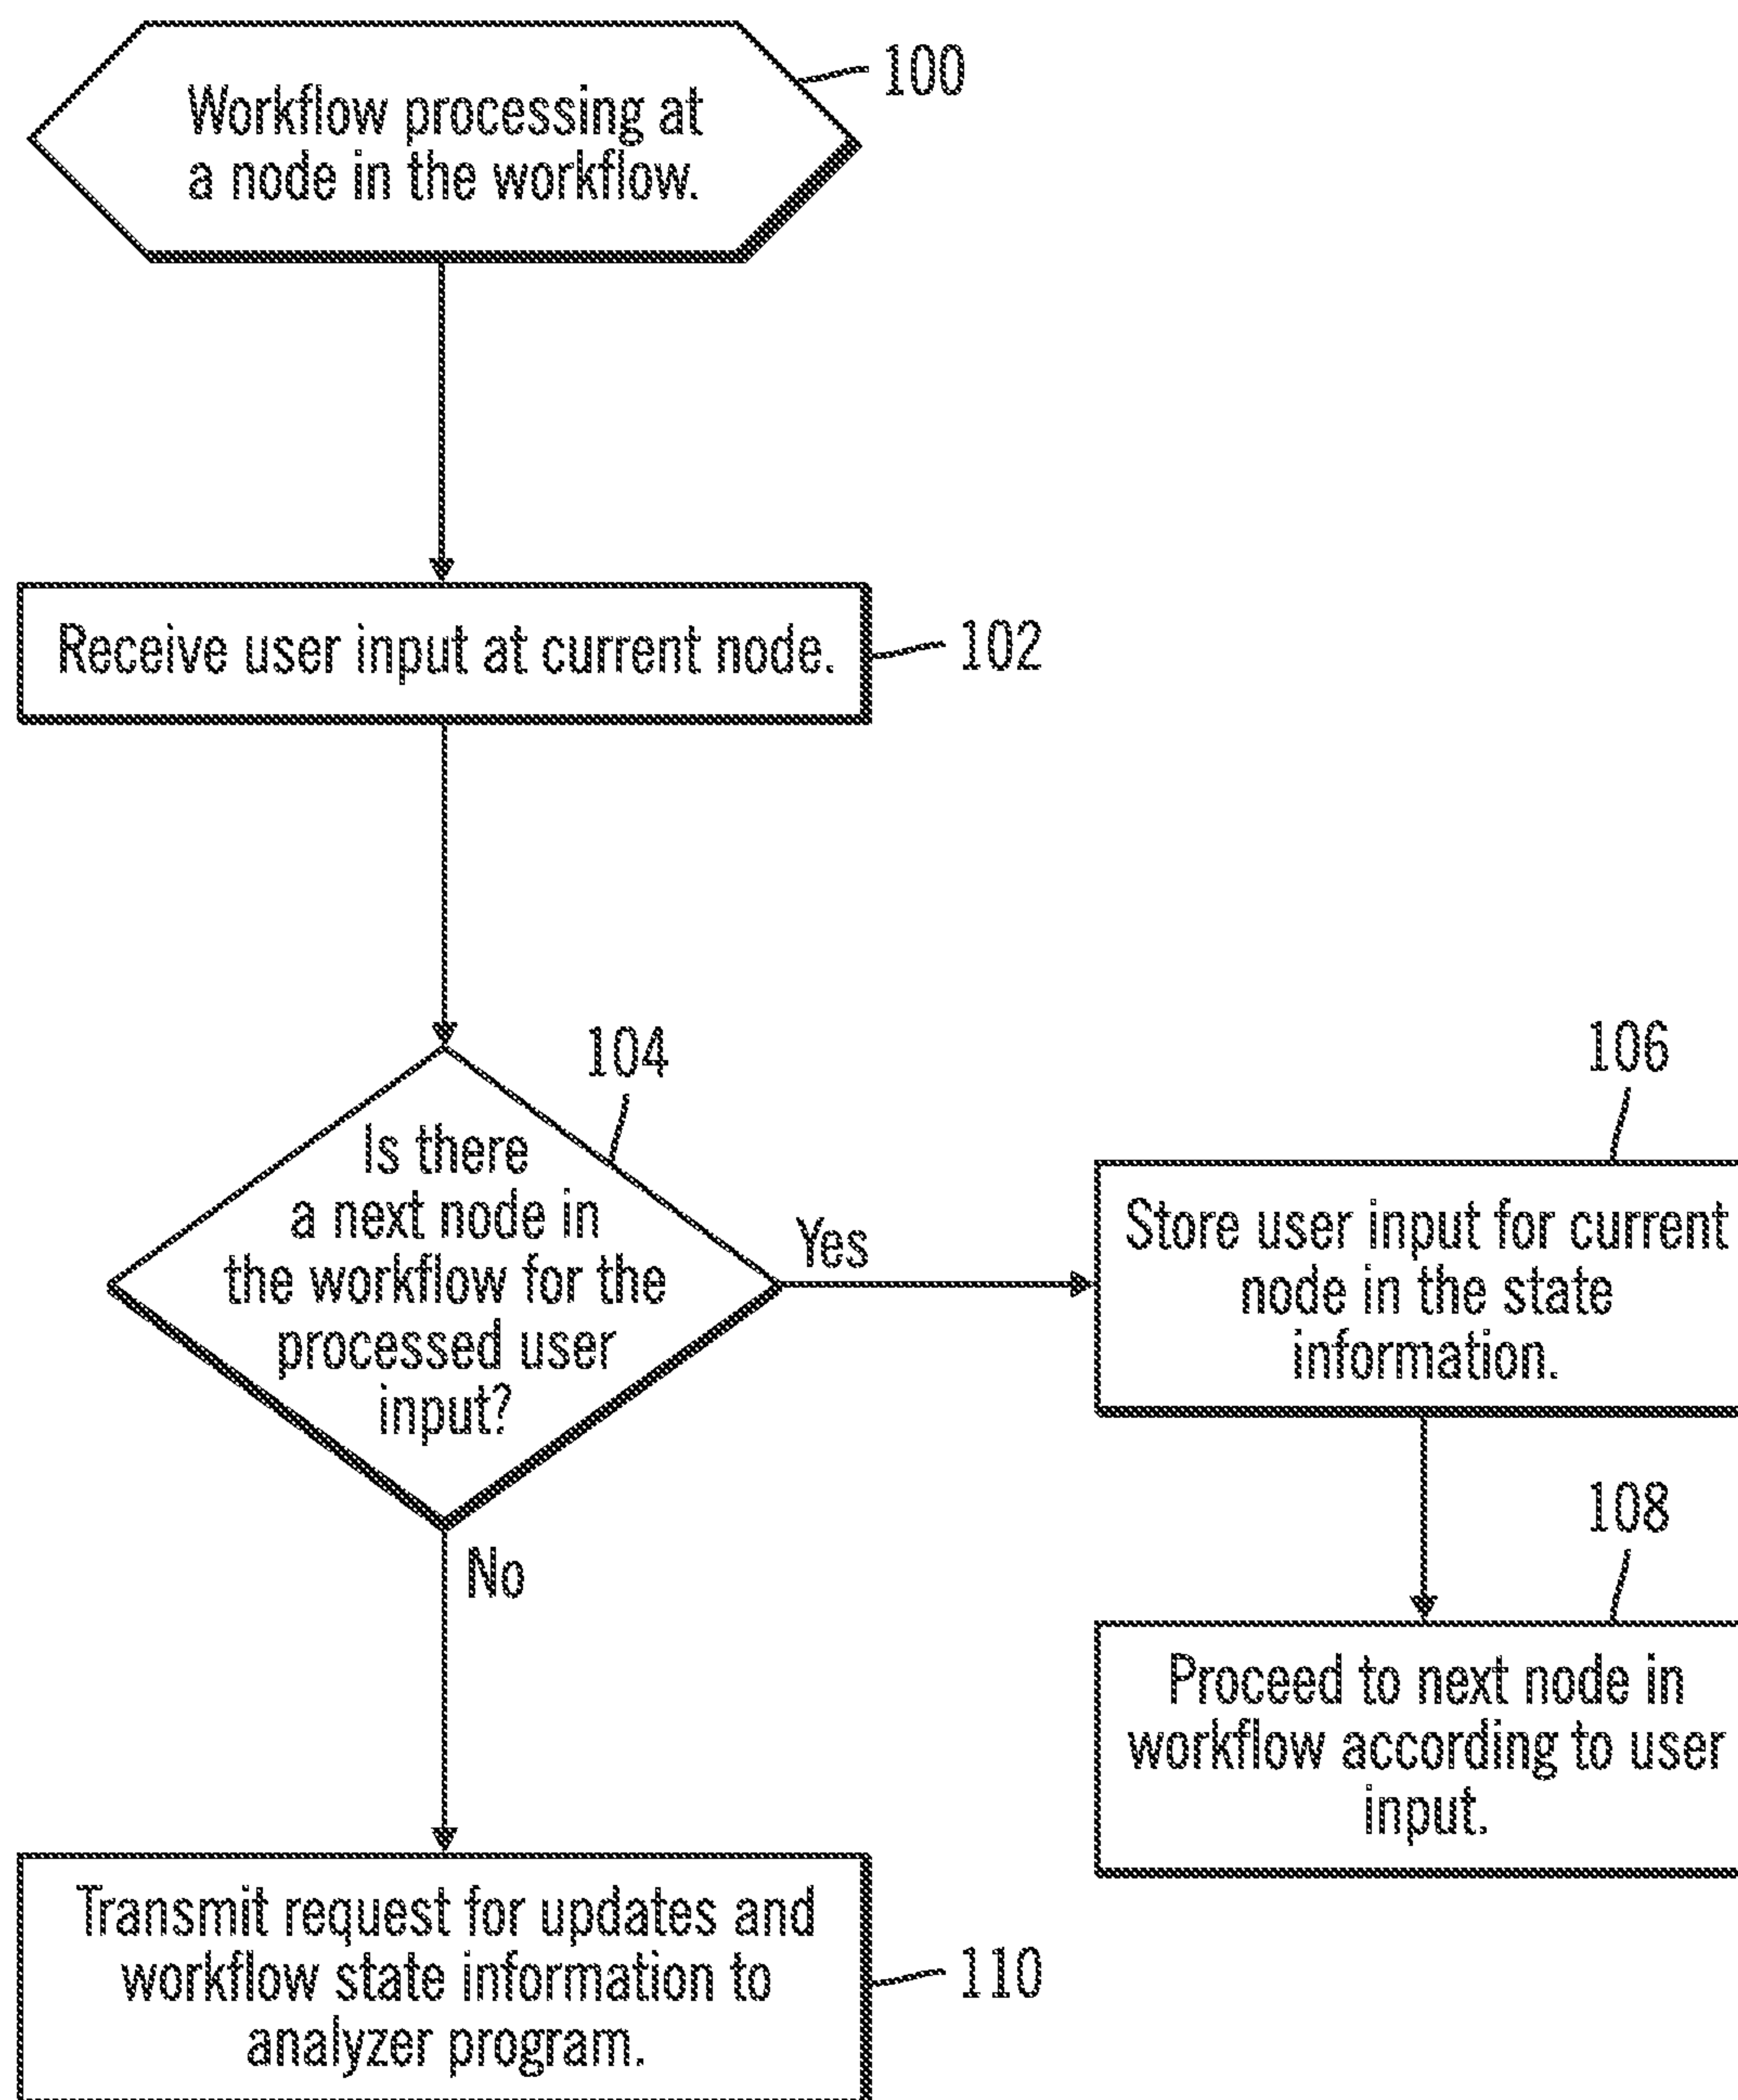 100
Workflow processing at
a node in the workflow.
Receive user input at current node.
102
104
Is there
a next node in
the workflow for the
processed user
input?
Yes
No
106
Store user input for current
node in the state
information.
108
Proceed to next node in
workflow according to user
input.
Transmit request for updates and
workflow state information to
analyzer program.
110